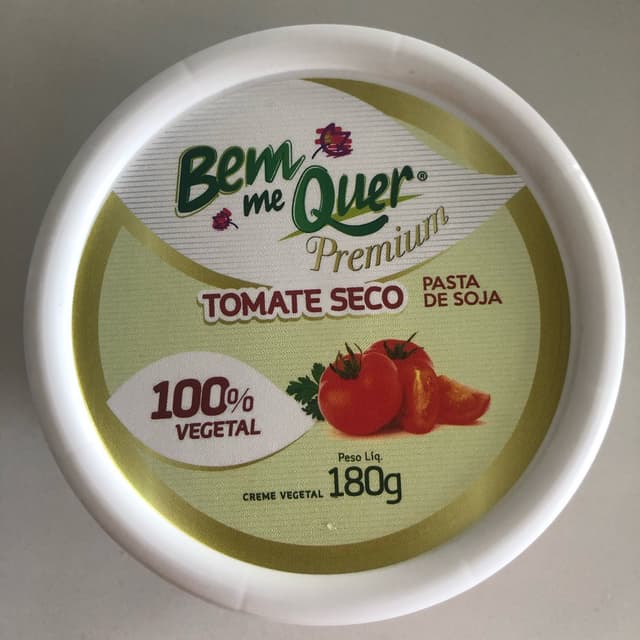 Bem
me Quer®
Premium
TOMATE SECO
PASTA
DE SOJA
100%
VEGETAL
Peso Líq.
CREME VEGETAL 180g